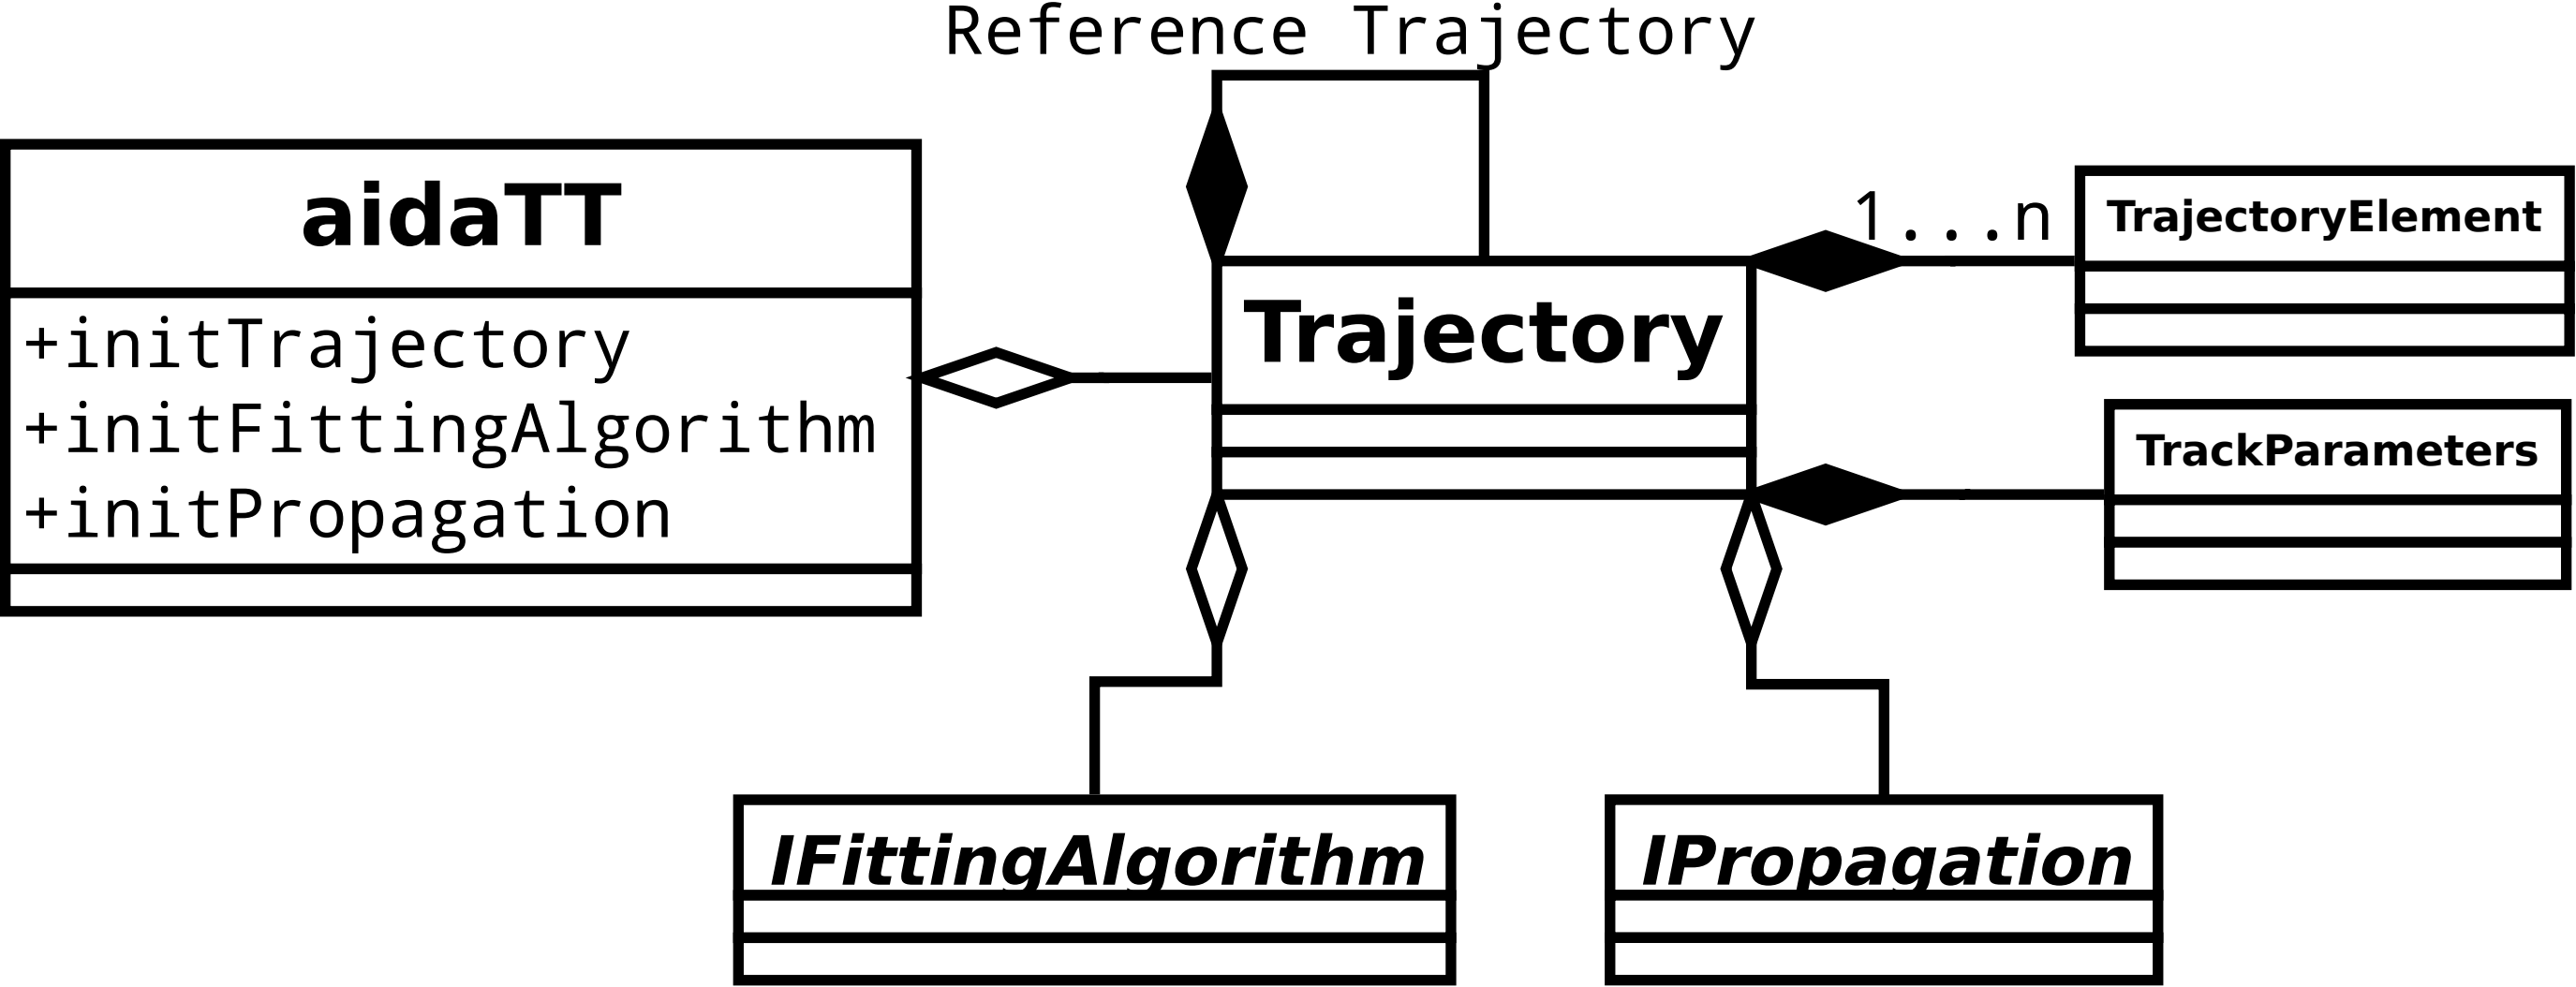 Reference Trajectory
aidaTT
+initTrajectory
+initFittingAlgorithm
+initPropagation
Trajectory
1...n
TrajectoryElement
TrackParameters
IFittingAlgorithm
IPropagation